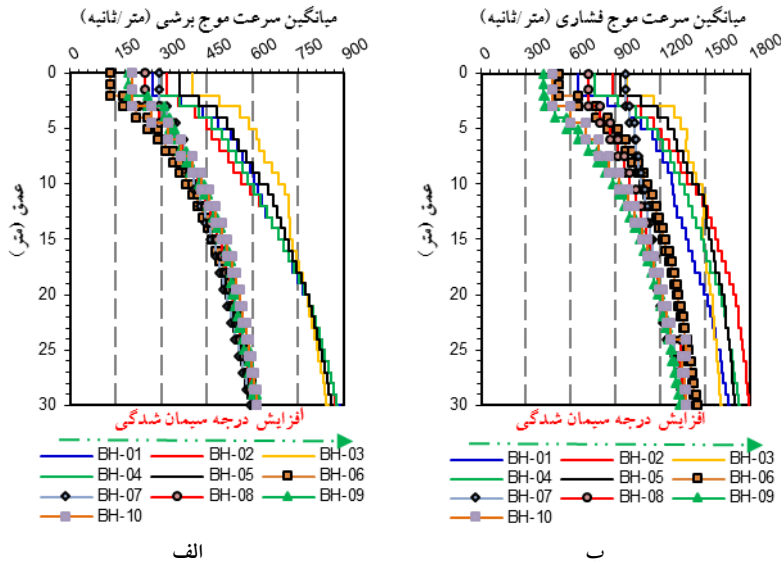 میانگین سرعت موج برشی (متر/ثانیه)
150 300 450 600 750 900
0
5
10
15
20
25
30
عمق (متر)
أفزایش درجه سیمان شدگی
BH-01 BH-02 BH-03
BH-04 BH-05 BH-06
BH-07 BH-08 BH-09
BH-10
الف
میانگین سرعت موج فشاری (متر/ثانیه)
0 300 600 900 1200 1500 1800
0
5
10
15
20
25
30
عمق (متر)
افزایش درجه سیمان شدگی
BH-01 BH-02 BH-03
BH-04 BH-05 BH-06
BH-07 BH-08 BH-09
BH-10
ب